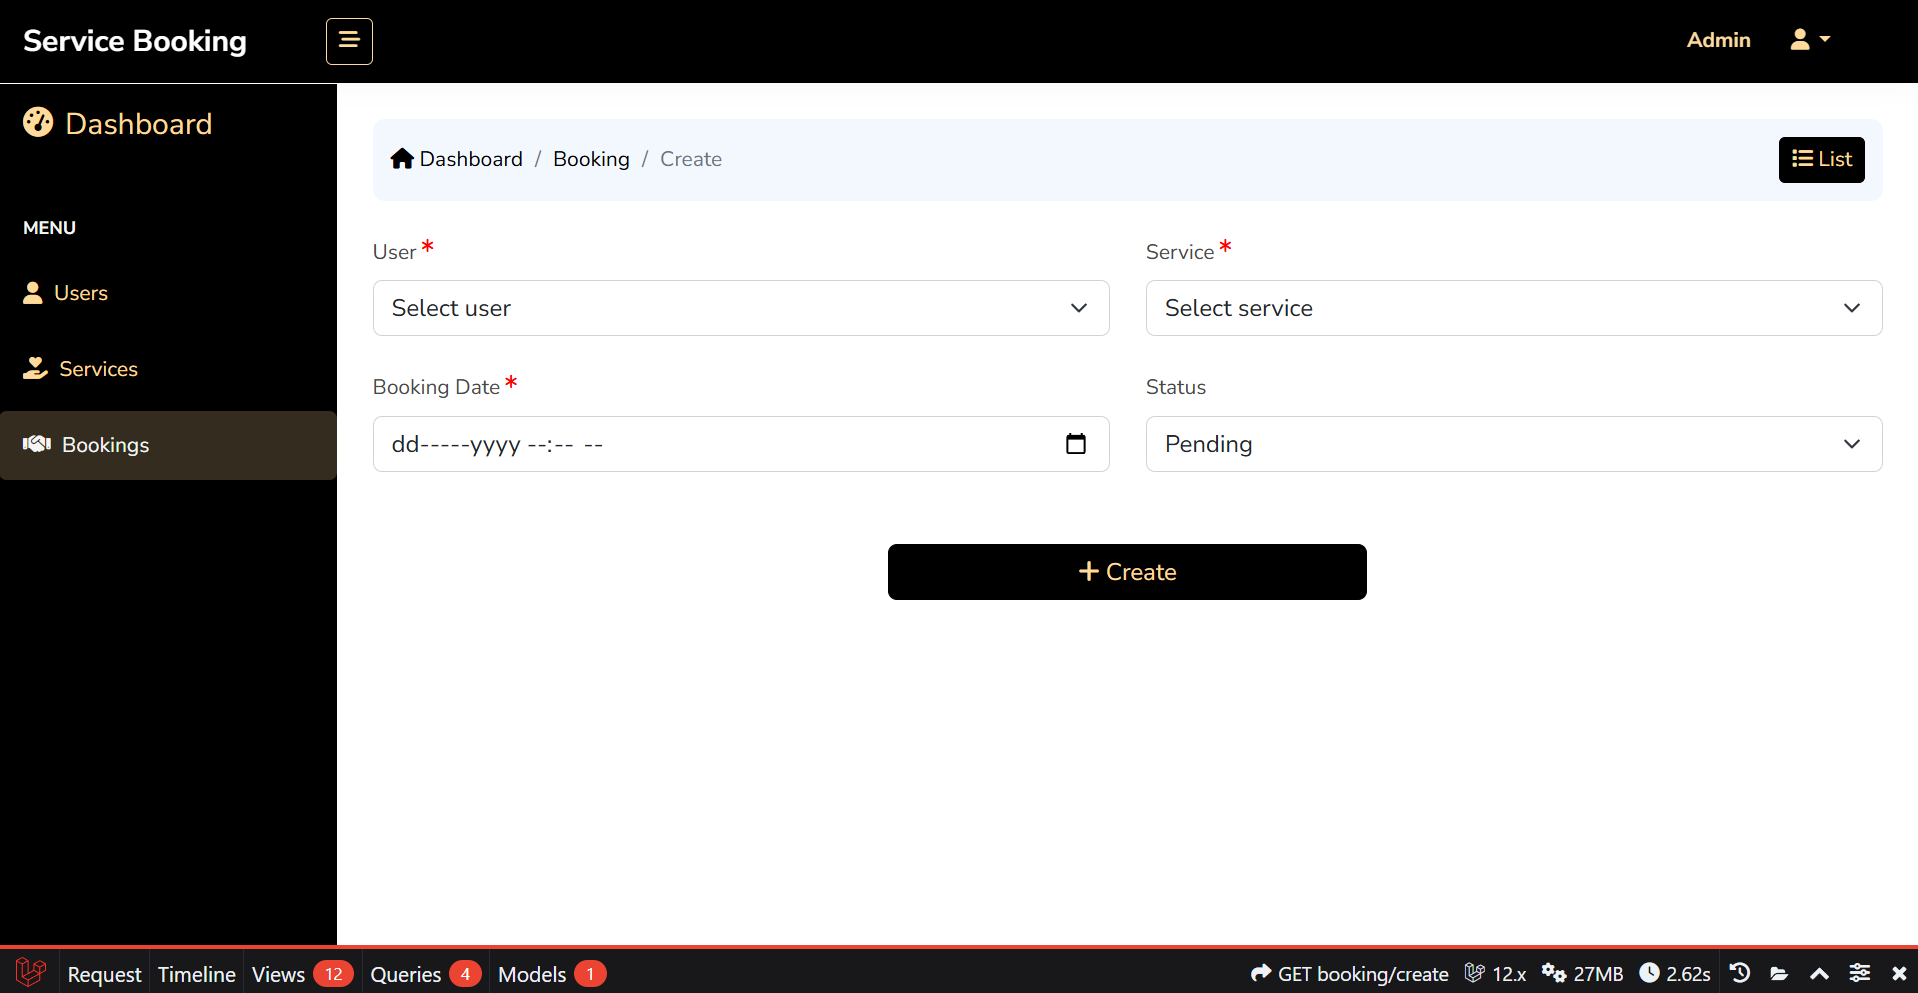 Service Booking
Admin
Dashboard
MENU
Users
Services
Bookings
Dashboard / Booking / Create
List
User *
Service *
Select user
Select service
Booking Date *
Status
dd-----yyyy --:-- --
Pending
+ Create
Request Timeline Views 12 Queries 4 Models 1 GET booking/create 12.x 27MB 2.62s